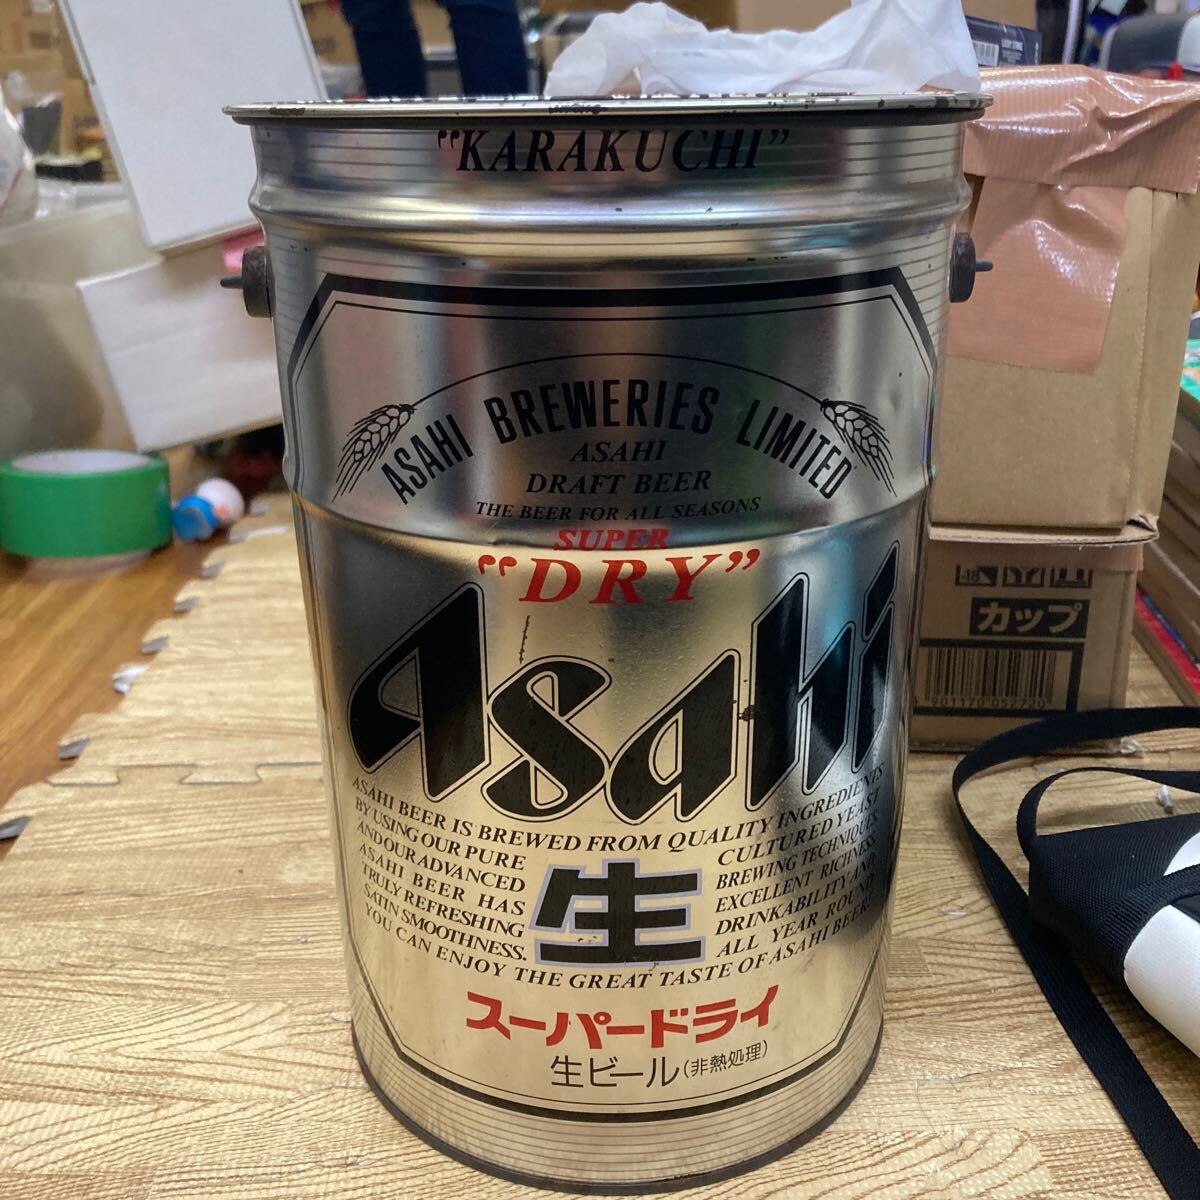 "KARAKUCHI"
ASAHI BREWERIES LIMITED
ASAHI
DRAFT BEER
THE BEER FOR ALL SEASONS
SUPER
"DRY"
Asahi
ASAHI BEER IS BREWED FROM QUALITY INGREDIENTS
BY USING OUR PURE CULTURED YEAST
AND OUR ADVANCED BREWING TECHNIQUES.
ASAHI BEER HAS EXCELLENT RICHNESS,
TRULY REFRESHING DRINKABILITY AND
SATIN SMOOTHNESS. ALL YEAR ROUND
YOU CAN ENJOY THE GREAT TASTE OF ASAHI BEER!
生
スーパードライ
生ビール(非熱処理)
カップ
901170 052720